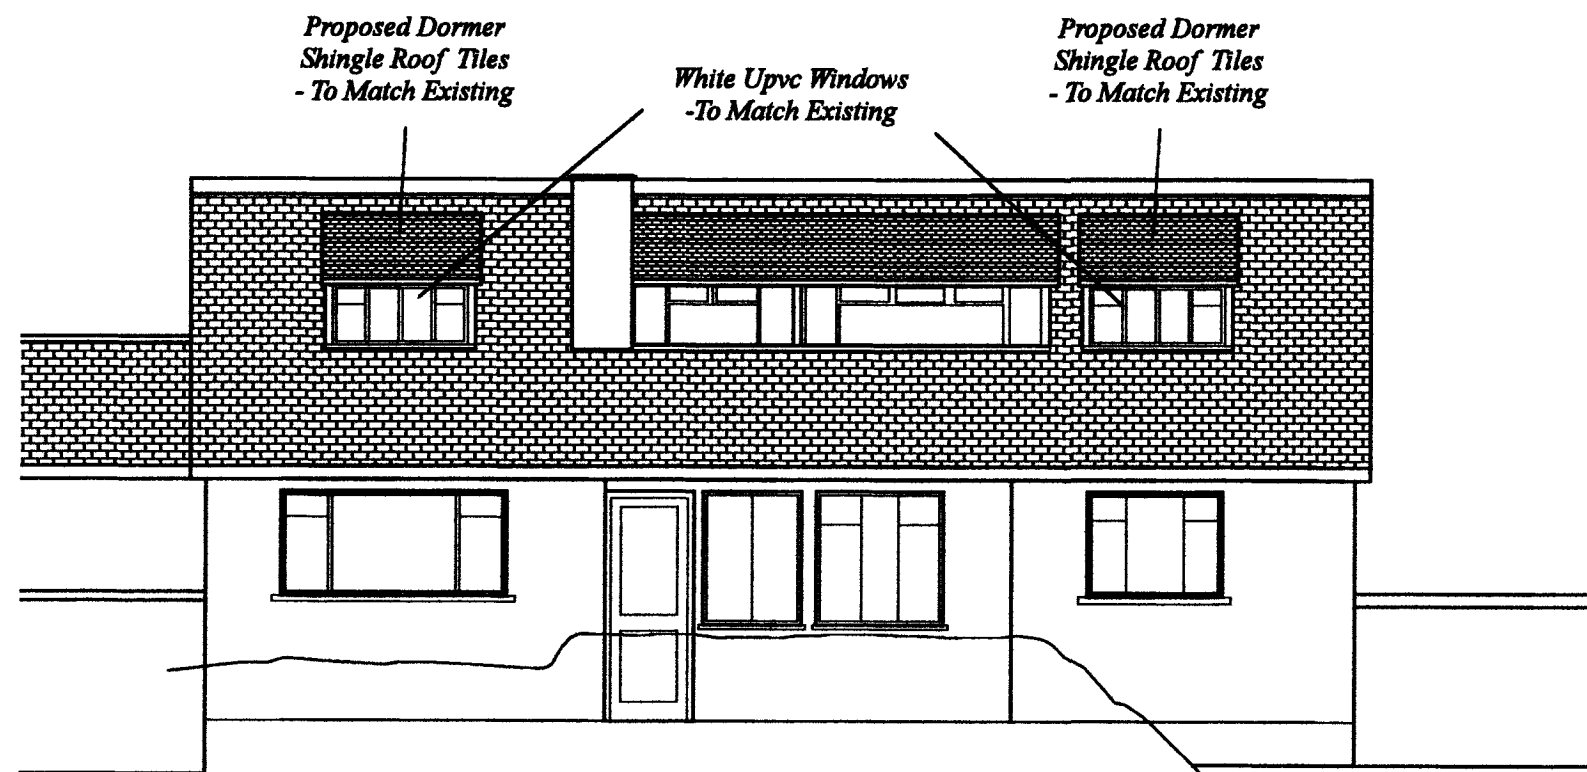 Proposed Dormer
Shingle Roof Tiles
- To Match Existing
White Upvc Windows
-To Match Existing
Proposed Dormer
Shingle Roof Tiles
- To Match Existing